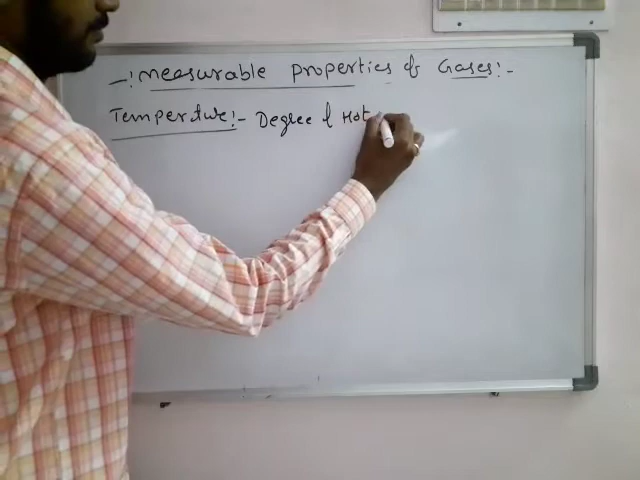 -: Measurable properties of Gases:-
Temperature:- Degree of Hot